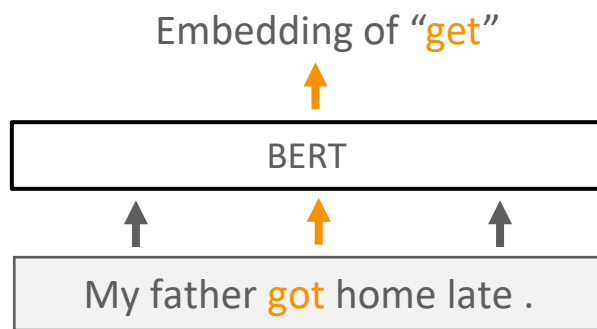 Embedding of “get”
BERT
My father got home late .